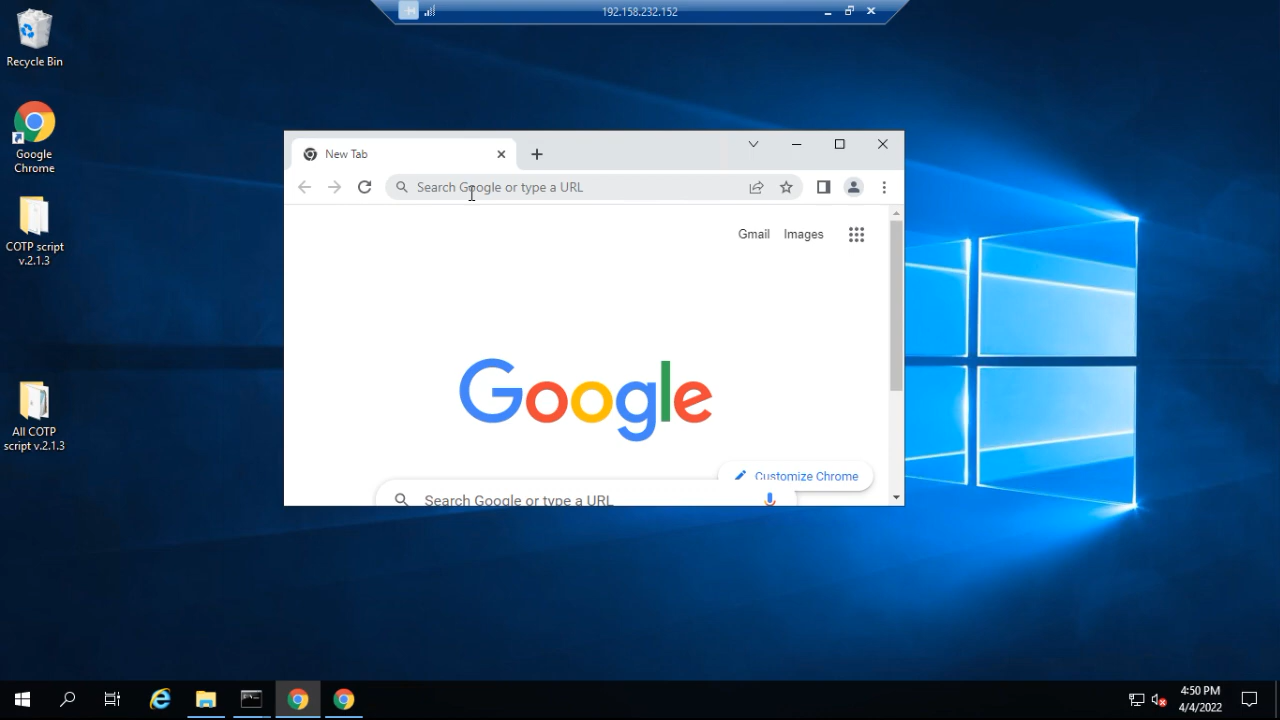 192.158.232.152
Recycle Bin
Google
Chrome
COTP script
v.2.1.3
All COTP
script v.2.1.3
New Tab
Search Google or type a URL
Gmail
Images
Google
Customize Chrome
Search Google or type a URL
4:50 PM
4/4/2022